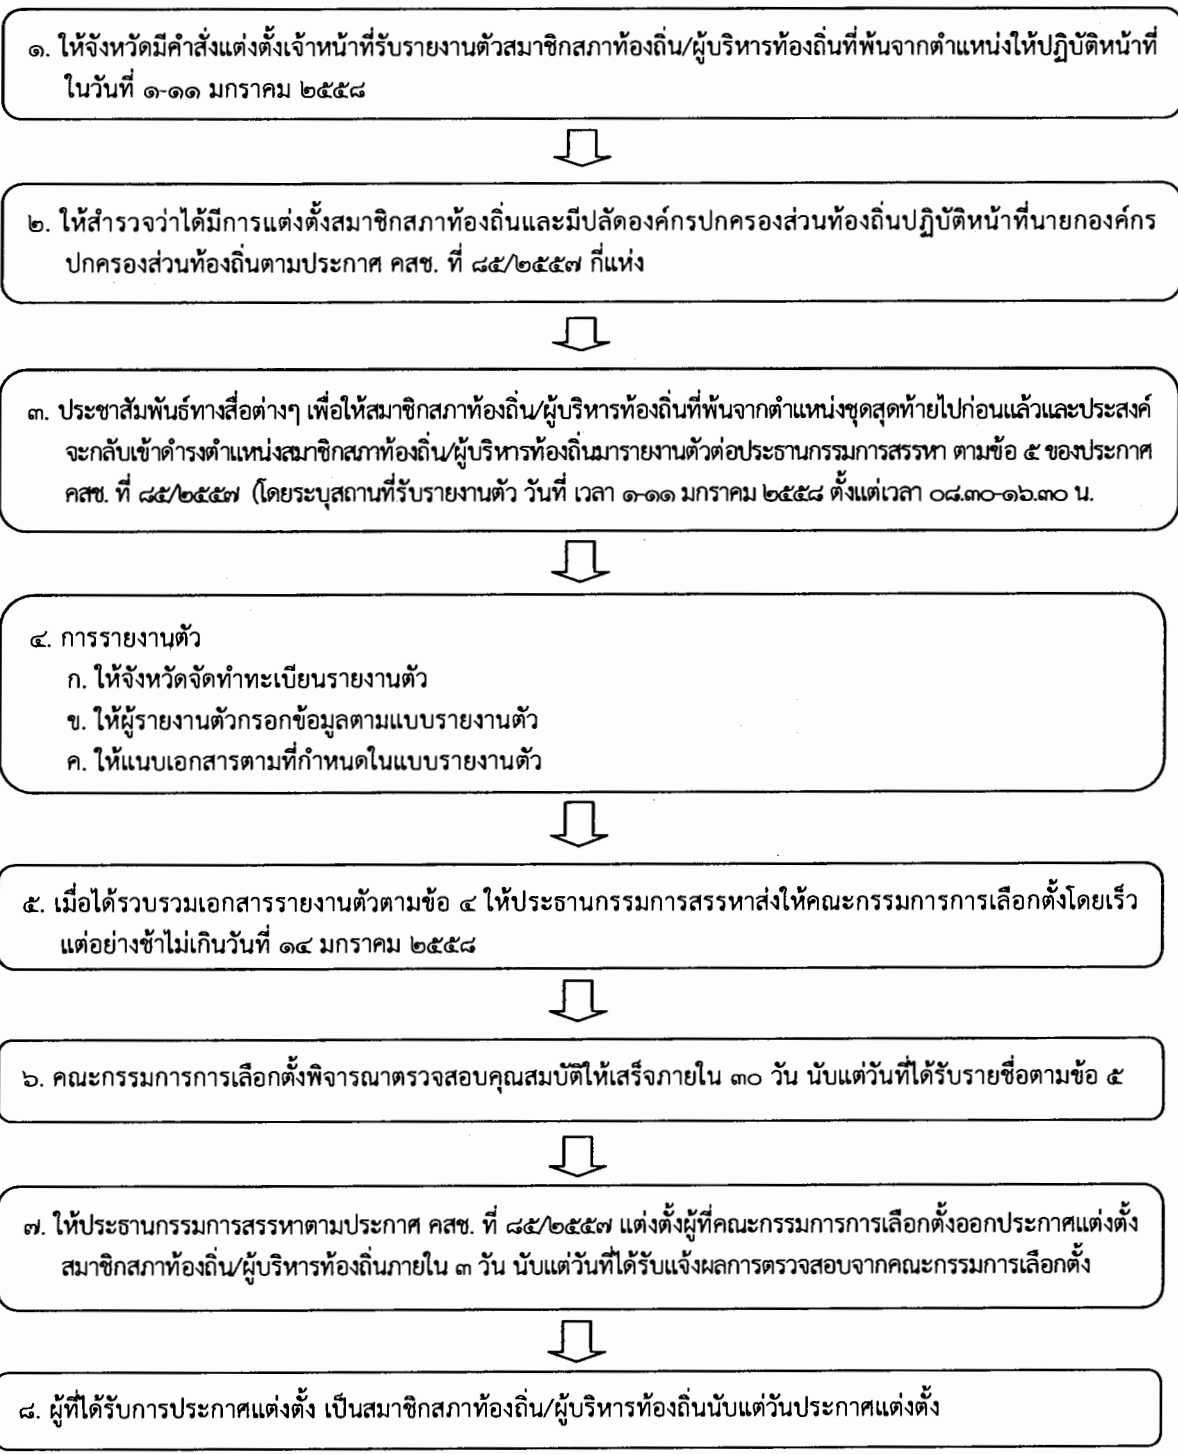 ๑. ให้จังหวัดมีคำสั่งแต่งตั้งเจ้าหน้าที่รับรายงานตัวสมาชิกสภาท้องถิ่น/ผู้บริหารท้องถิ่นที่พ้นจากตำแหน่งให้ปฏิบัติหน้าที่
ในวันที่ ๑-๑๑ มกราคม ๒๕๕๘
๒. ให้สำรวจว่าได้มีการแต่งตั้งสมาชิกสภาท้องถิ่นและมีปลัดองค์กรปกครองส่วนท้องถิ่นปฏิบัติหน้าที่นายกองค์กร
ปกครองส่วนท้องถิ่นตามประกาศ คสช. ที่ ๘๕/๒๕๕๗ กี่แห่ง
๓. ประชาสัมพันธ์ทางสื่อต่างๆ เพื่อให้สมาชิกสภาท้องถิ่น/ผู้บริหารท้องถิ่นที่พ้นจากตำแหน่งชุดสุดท้ายไปก่อนแล้วและประสงค์
จะกลับเข้าดำรงตำแหน่งสมาชิกสภาท้องถิ่น/ผู้บริหารท้องถิ่นมารายงานตัวต่อประธานกรรมการสรรหา ตามข้อ ๕ ของประกาศ
คสช. ที่ ๘๕/๒๕๕๗ (โดยระบุสถานที่รับรายงานตัว วันที่ เวลา ๑-๑๑ มกราคม ๒๕๕๘ ตั้งแต่เวลา ๐๘.๓๐-๑๖.๓๐ น.
๔. การรายงานตัว
ก. ให้จังหวัดจัดทำทะเบียนรายงานตัว
ข. ให้ผู้รายงานตัวกรอกข้อมูลตามแบบรายงานตัว
ค. ให้แนบเอกสารตามที่กำหนดในแบบรายงานตัว
๕. เมื่อได้รวบรวมเอกสารรายงานตัวตามข้อ ๔ ให้ประธานกรรมการสรรหาส่งให้คณะกรรมการการเลือกตั้งโดยเร็ว
แต่อย่างช้าไม่เกินวันที่ ๑๔ มกราคม ๒๕๕๘
๖. คณะกรรมการการเลือกตั้งพิจารณาตรวจสอบคุณสมบัติให้เสร็จภายใน ๓๐ วัน นับแต่วันที่ได้รับรายชื่อตามข้อ ๕
๗. ให้ประธานกรรมการสรรหาตามประกาศ คสช. ที่ ๘๕/๒๕๕๗ แต่งตั้งผู้ที่คณะกรรมการการเลือกตั้งออกประกาศแต่งตั้ง
สมาชิกสภาท้องถิ่น/ผู้บริหารท้องถิ่นภายใน ๓ วัน นับแต่วันที่ได้รับแจ้งผลการตรวจสอบจากคณะกรรมการเลือกตั้ง
๘. ผู้ที่ได้รับการประกาศแต่งตั้ง เป็นสมาชิกสภาท้องถิ่น/ผู้บริหารท้องถิ่นนับแต่วันประกาศแต่งตั้ง